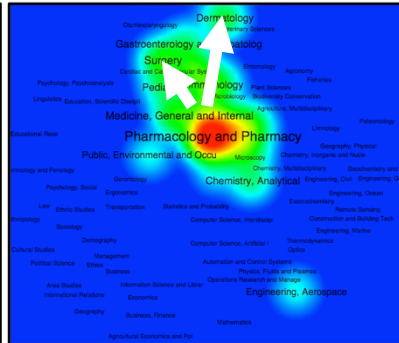 Dermatology
Otorhinolaryngology
Veterinary Sciences
Gastroenterology
Surgery
Entomology
Cardiac and Cardiovascular Sys
Agronomy
Fisheries
Psychology, Psychoanalysis
Plant Sciences
Linguistics
Education, Scientific Discipl
Biodiversity Conservation
Agriculture, Multidisciplinary
Medicine, General and Internal
Paleontology
Limnology
Educational Rese
Pharmacology and Pharmacy
Geography, Physical
Public, Environmental and Occu
Microscopy
Chemistry, Inorganic and Nucle
Chemistry, Multidisciplinary
Gerontology
Chemistry, Analytical
Engineering, Civil
Psychology, Social
Ergonomics
Engineering, Ocean
Electrochemistry
Law
Ethnic Studies
Transportation
Statistics and Probability
Remote Sensing
Computer Science, Interdiscipl
Construction and Building Tech
Sociology
Engineering, Marine
Demography
Thermodynamics
Cultural Studies
Computer Science, Artificial I
Optics
Management
Political Science
Ethics
Automation and Control Systems
Business
Physics, Fluids and Plasmas
Operations Research and Manage
Area Studies
Information Science and Librar
International Relations
Economics
Engineering, Aerospace
Geography
Business, Finance
Mathematics
Agricultural Economics and Pol